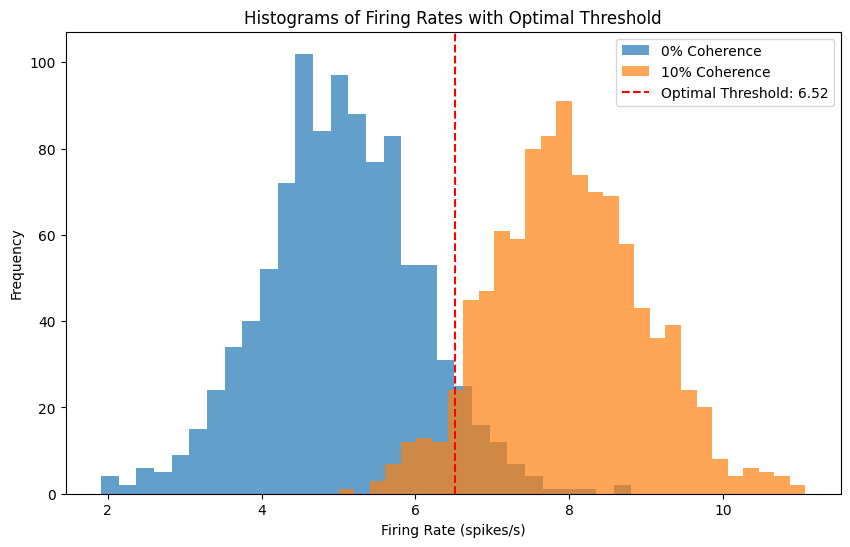 Histograms of Firing Rates with Optimal Threshold
0% Coherence
10% Coherence
Optimal Threshold: 6.52
Frequency
100
80
60
40
20
0
2 4 6 8 10
Firing Rate (spikes/s)